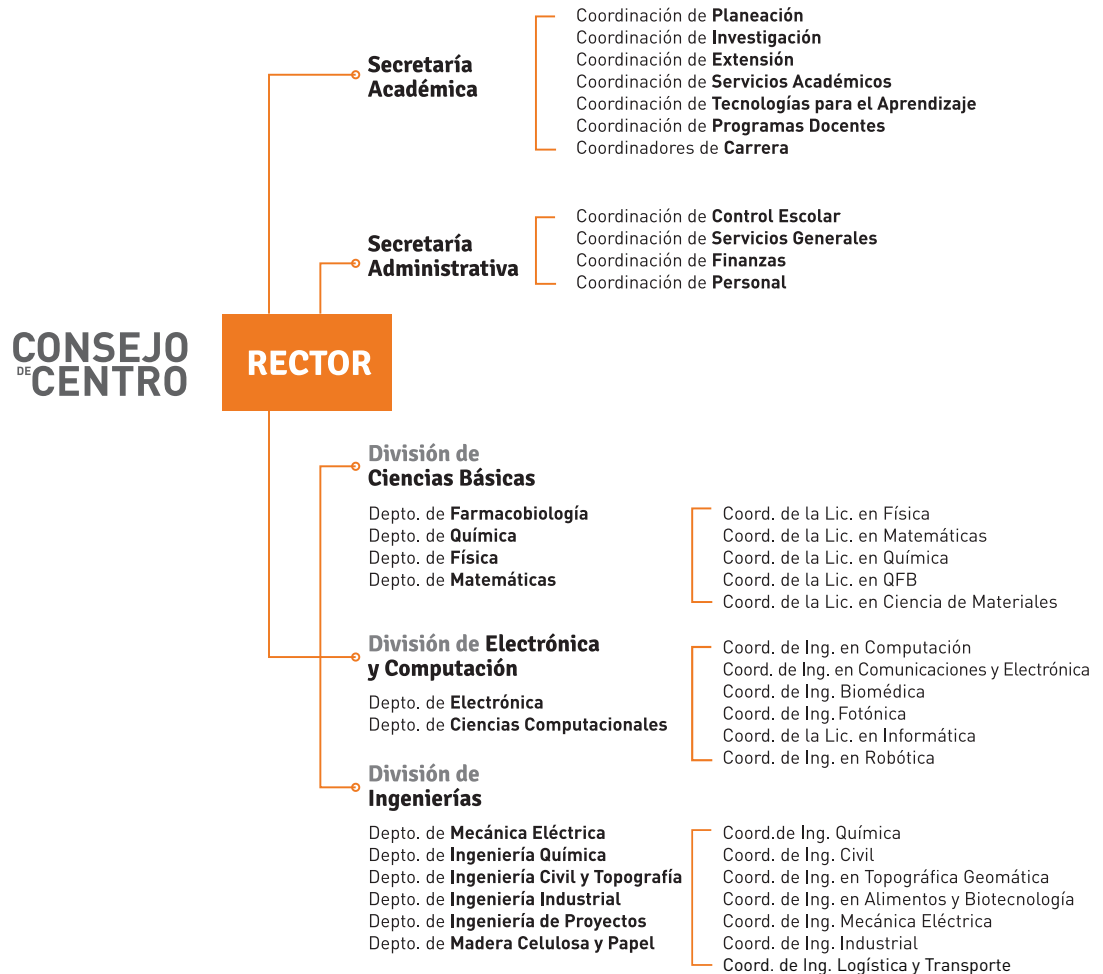 Secretaría
Académica
Coordinación de Planeación
Coordinación de Investigación
Coordinación de Extensión
Coordinación de Servicios Académicos
Coordinación de Tecnologías para el Aprendizaje
Coordinación de Programas Docentes
Coordinadores de Carrera
Secretaría
Administrativa
Coordinación de Control Escolar
Coordinación de Servicios Generales
Coordinación de Finanzas
Coordinación de Personal
CONSEJO
DE CENTRO
RECTOR
División de
Ciencias Básicas
Depto. de Farmacobiología
Depto. de Química
Depto. de Física
Depto. de Matemáticas
Coord. de la Lic. en Física
Coord. de la Lic. en Matemáticas
Coord. de la Lic. en Química
Coord. de la Lic. en QFB
Coord. de la Lic. en Ciencia de Materiales
División de Electrónica
y Computación
Depto. de Electrónica
Depto. de Ciencias Computacionales
Coord. de Ing. en Computación
Coord. de Ing. en Comunicaciones y Electrónica
Coord. de Ing. Biomédica
Coord. de Ing. Fotónica
Coord. de la Lic. en Informática
Coord. de Ing. en Robótica
División de
Ingenierías
Depto. de Mecánica Eléctrica
Depto. de Ingeniería Química
Depto. de Ingeniería Civil y Topografía
Depto. de Ingeniería Industrial
Depto. de Ingeniería de Proyectos
Depto. de Madera Celulosa y Papel
Coord.de Ing. Química
Coord. de Ing. Civil
Coord. de Ing. en Topográfica Geomática
Coord. de Ing. en Alimentos y Biotecnología
Coord. de Ing. Mecánica Eléctrica
Coord. de Ing. Industrial
Coord. de Ing. Logística y Transporte